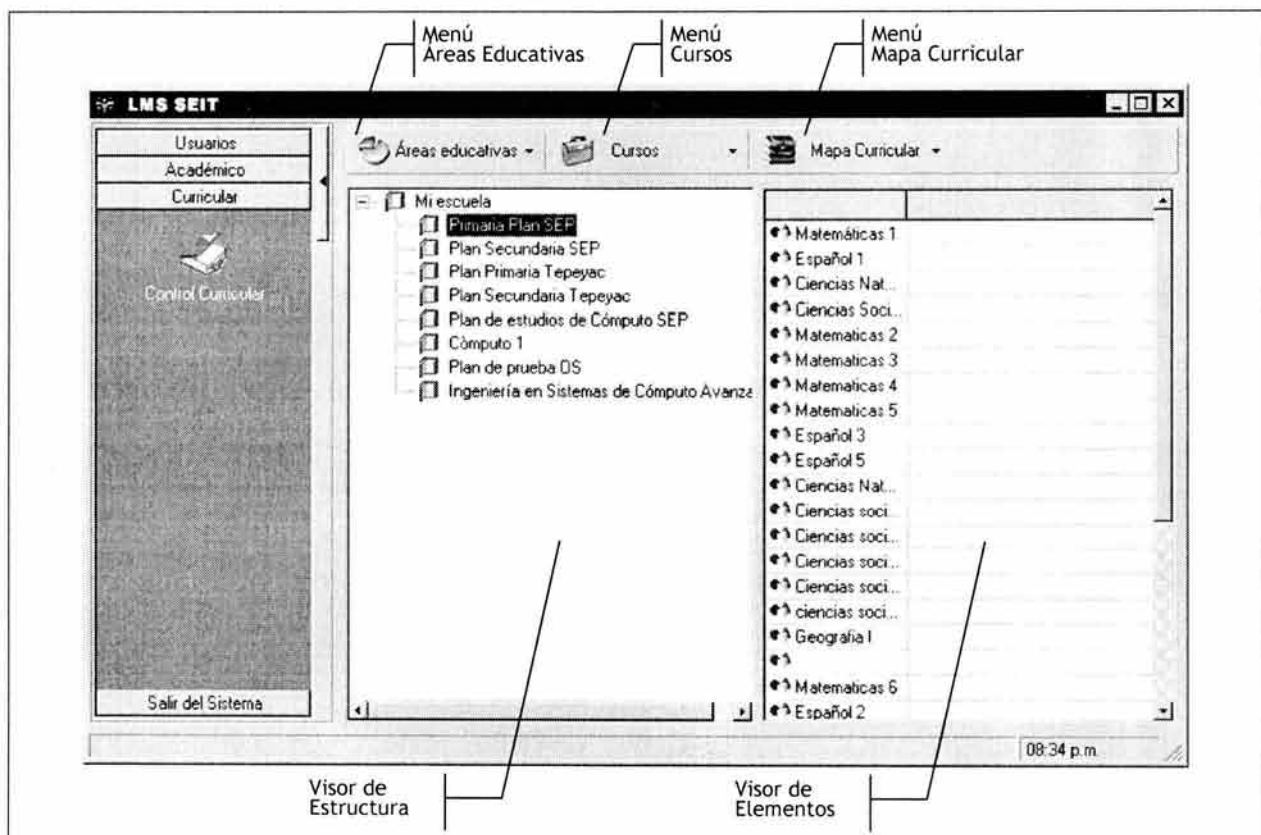 Menú
Áreas Educativas
Menú
Cursos
Menú
Mapa Curricular
LMS SEIT
Usuarios
Académico
Curricular
Control Curricular
Salir del Sistema
Áreas educativas
Cursos
Mapa Curricular
Mi escuela
Primaria Plan SEP
Plan Secundaria SEP
Plan Primaria Tepeyac
Plan Secundaria Tepeyac
Plan de estudios de Cómputo SEP
Cómputo 1
Plan de prueba OS
Ingeniería en Sistemas de Cómputo Avanza
Matemáticas 1
Español 1
Ciencias Nat...
Ciencias Soci...
Matematicas 2
Matematicas 3
Matematicas 4
Matematicas 5
Español 3
Español 5
Ciencias Nat...
Ciencias soci...
Ciencias soci...
Ciencias soci...
Ciencias soci...
ciencias soci...
Geografia I
Matematicas 6
Español 2
08:34 p.m.
Visor de
Estructura
Visor de
Elementos